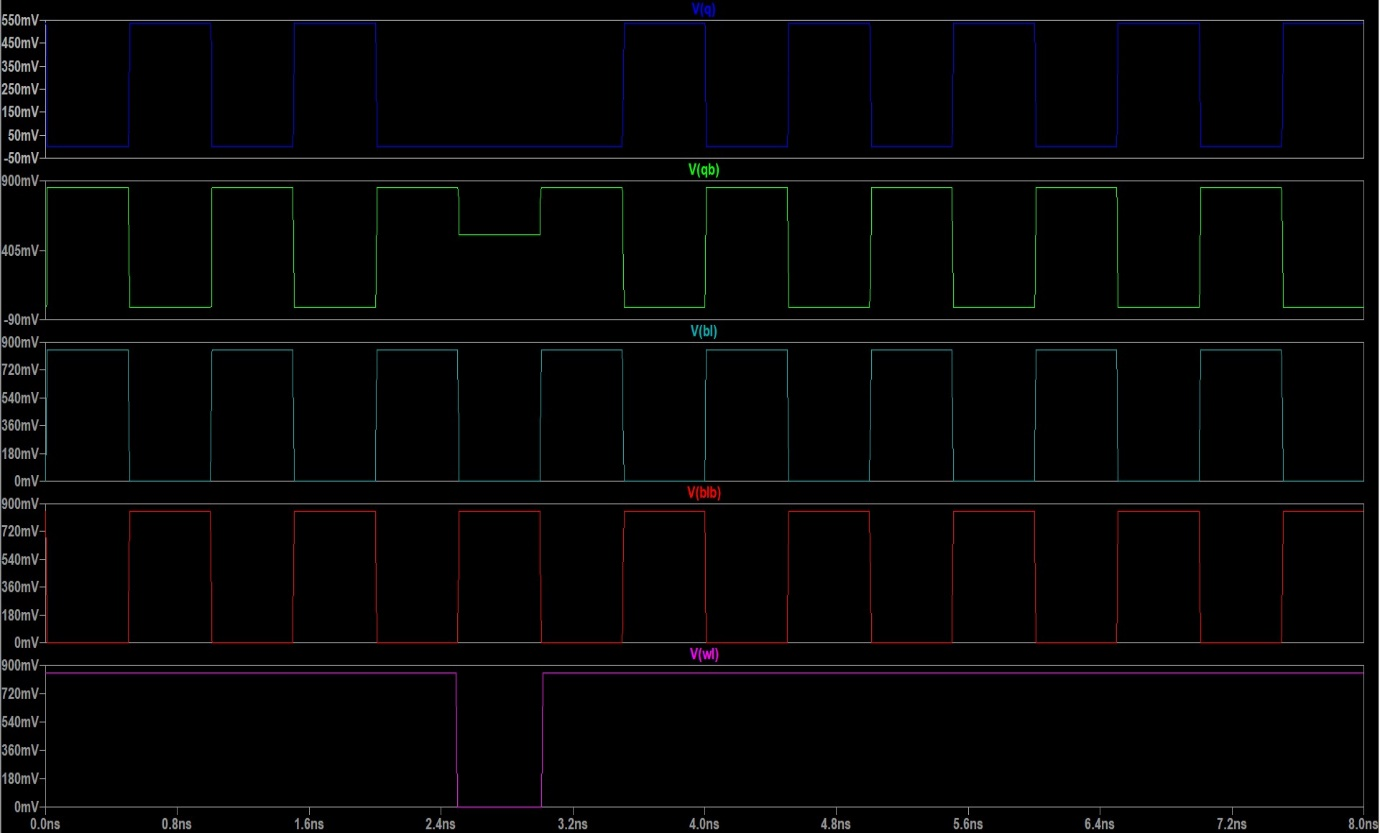 V(q)
550mV
450mV
350mV
250mV
150mV
50mV
-50mV
V(qb)
900mV
405mV
-90mV
V(bl)
900mV
720mV
540mV
360mV
180mV
0mV
V(blb)
900mV
720mV
540mV
360mV
180mV
0mV
V(wl)
900mV
720mV
540mV
360mV
180mV
0mV
0.0ns 0.8ns 1.6ns 2.4ns 3.2ns 4.0ns 4.8ns 5.6ns 6.4ns 7.2ns 8.0ns